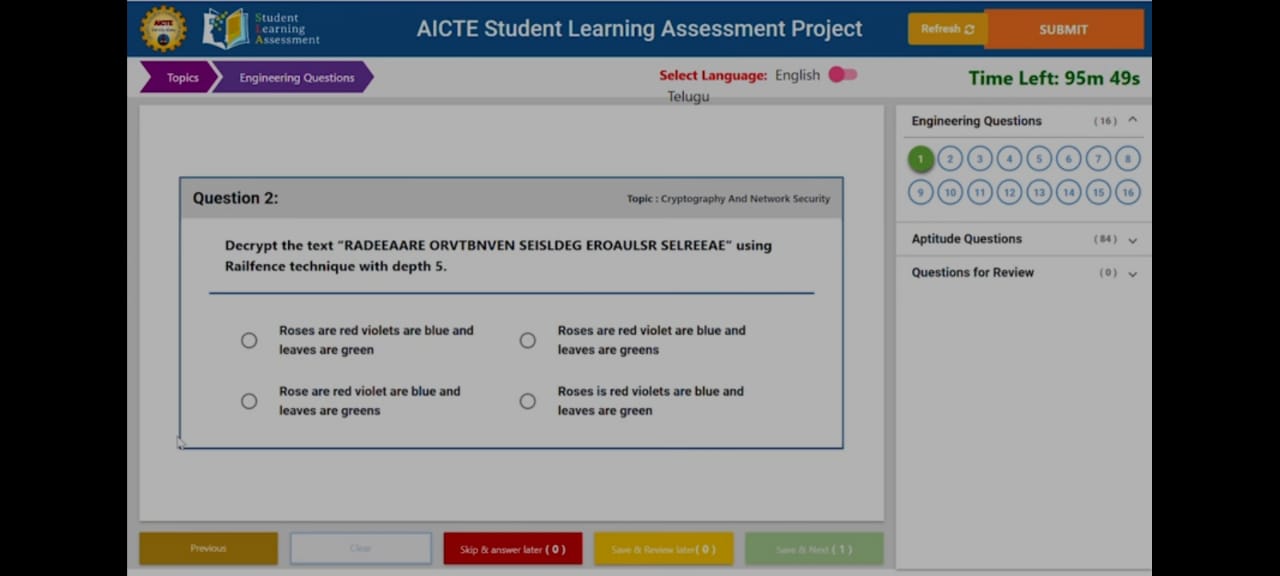 AICTE
Student
Learning
Assessment
AICTE Student Learning Assessment Project
Refresh
SUBMIT
Topics
Engineering Questions
Select Language: English
Telugu
Time Left: 95m 49s
Question 2:
Topic : Cryptography And Network Security
Decrypt the text “RADEEAARE ORVTBNVEN SEISLDEG EROAULSR SELREEAE” using
Railfence technique with depth 5.
Roses are red violets are blue and
leaves are green
Roses are red violet are blue and
leaves are greens
Rose are red violet are blue and
leaves are greens
Roses is red violets are blue and
leaves are green
Previous
Clear
Skip & answer later ( 0 )
Save & Review later( 0 )
Save & Next ( 1 )
Engineering Questions ( 16 )
1 2 3 4 5 6 7 8
9 10 11 12 13 14 15 16
Aptitude Questions ( 84 )
Questions for Review ( 0 )